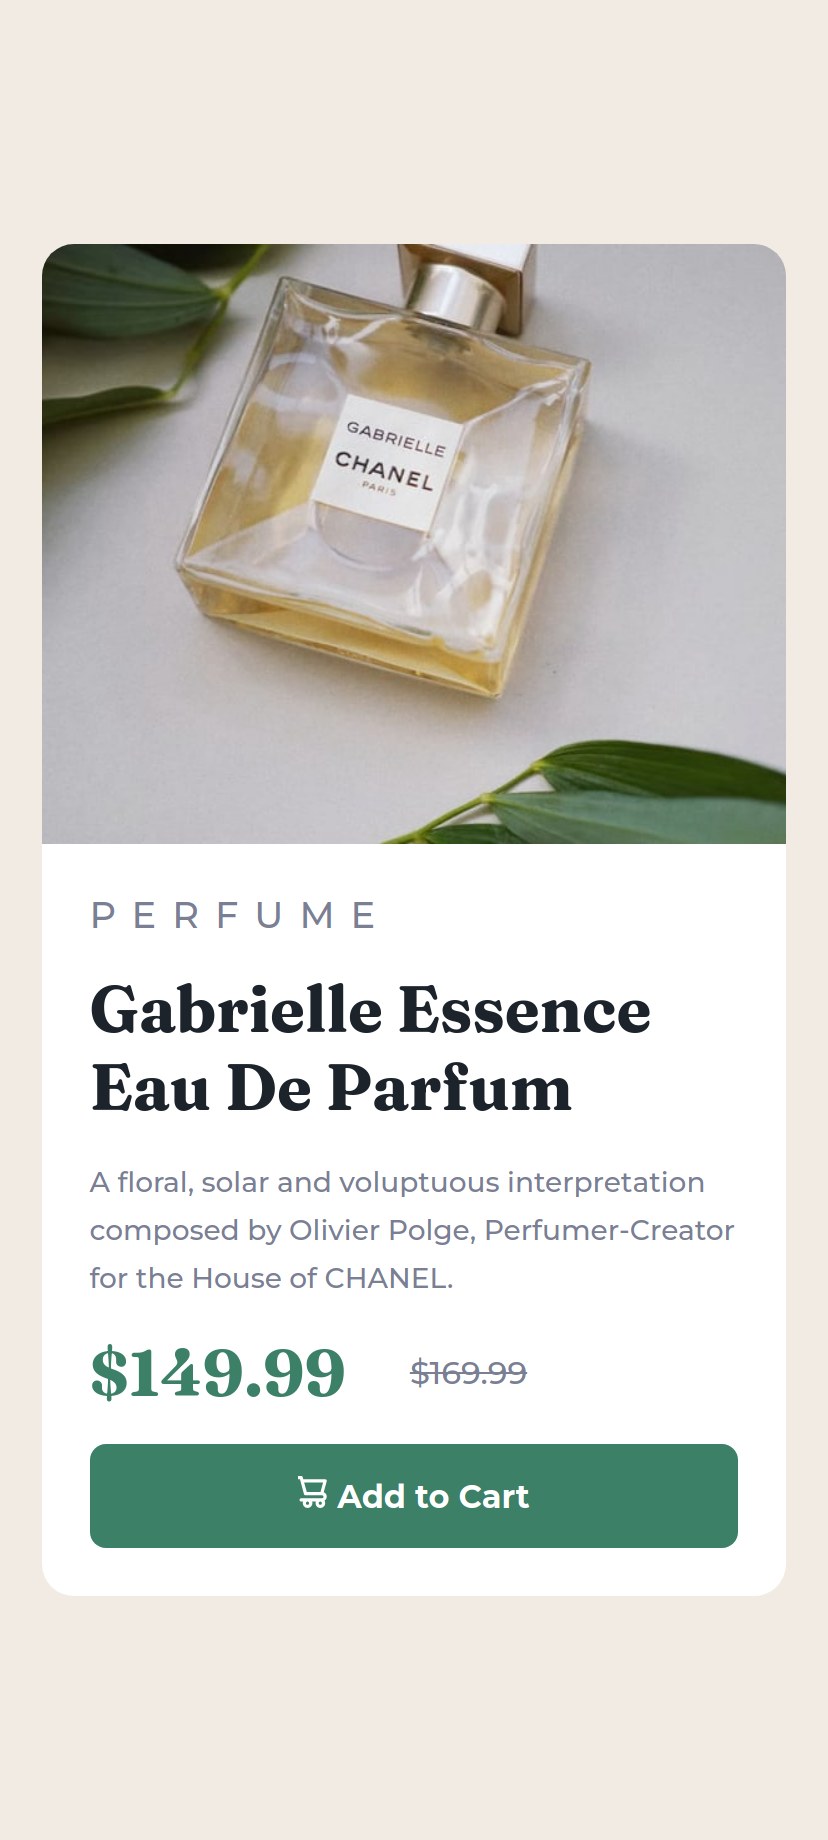 GABRIELLE
CHANEL
PARIS
PERFUME
Gabrielle Essence
Eau De Parfum
A floral, solar and voluptuous interpretation
composed by Olivier Polge, Perfumer-Creator
for the House of CHANEL.
$149.99 $169.99
Add to Cart